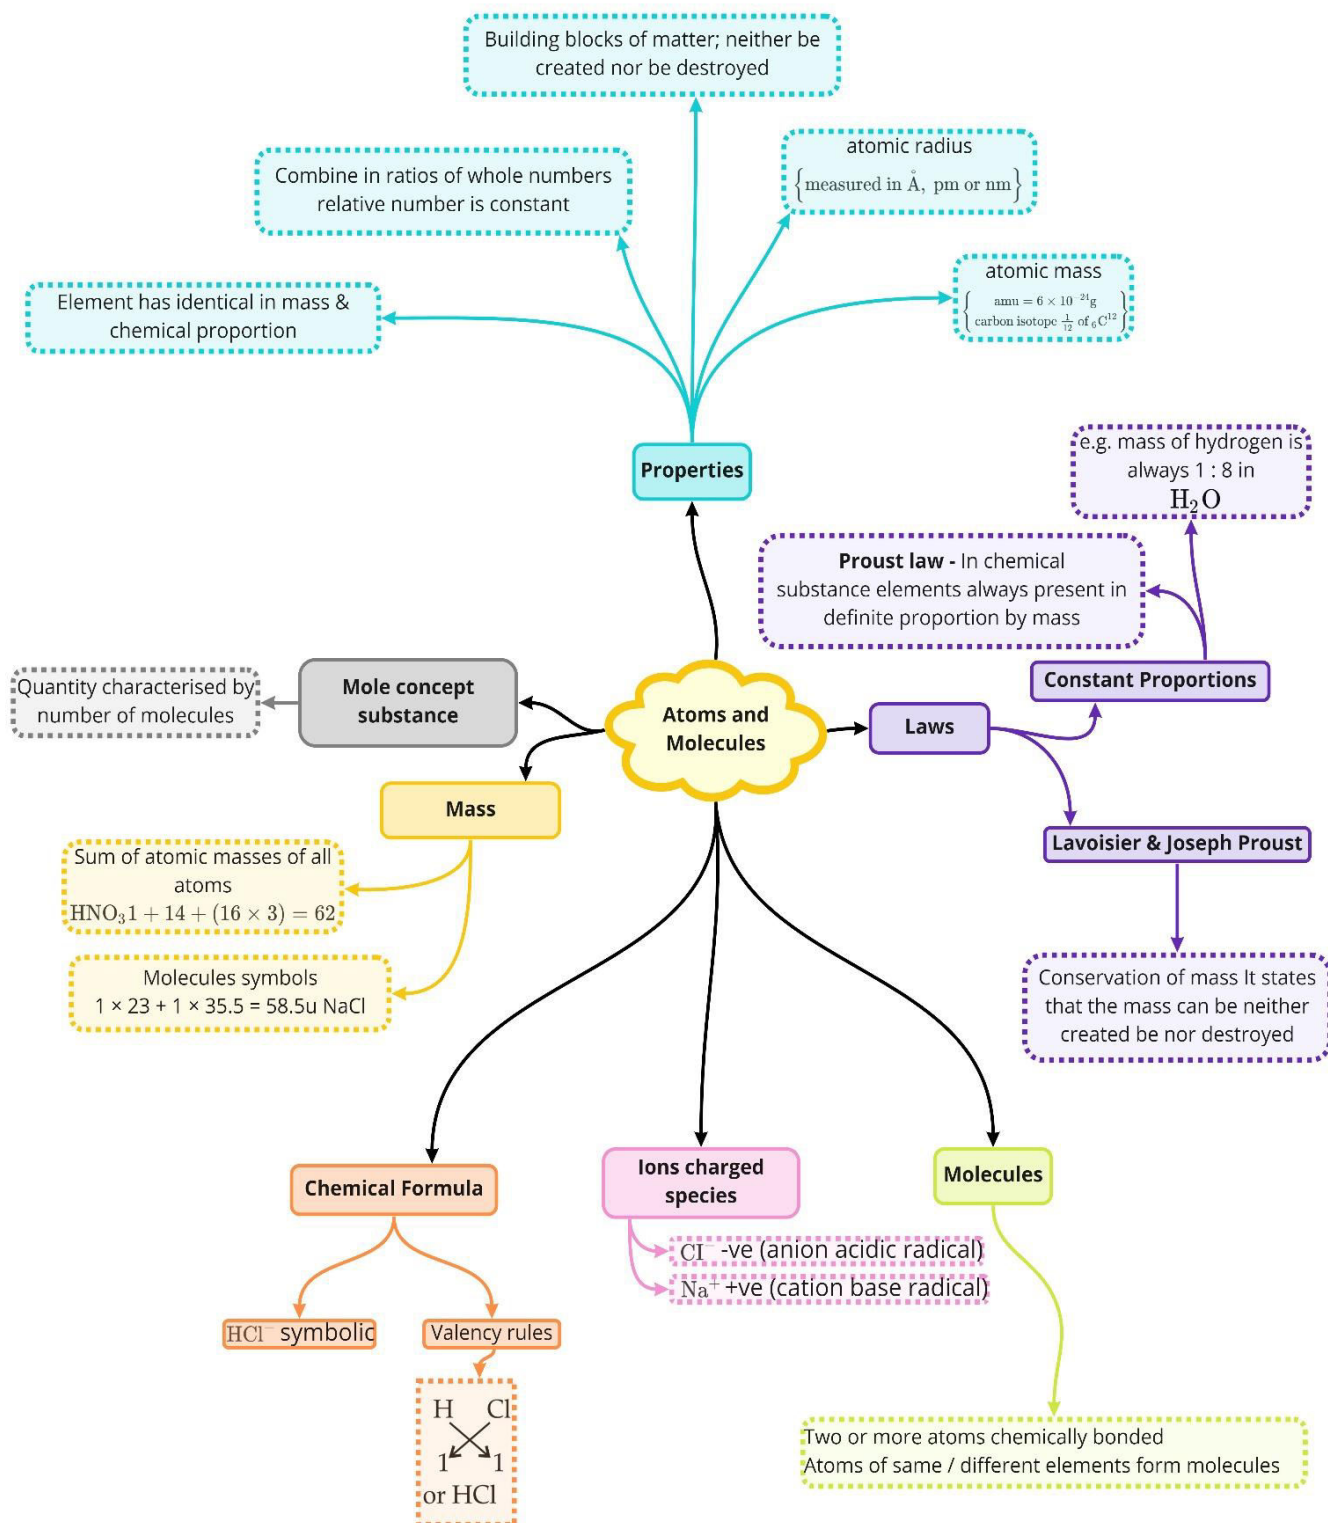 Building blocks of matter; neither be
created nor be destroyed
atomic radius
{measured in Å, pm or nm}
Combine in ratios of whole numbers
relative number is constant
atomic mass
{amu = 6 × 10⁻²⁴g
carbon isotope 1/12 of ₆C¹²}
Element has identical in mass &
chemical proportion
Properties
e.g. mass of hydrogen is
always 1 : 8 in
H₂O
Proust law - In chemical
substance elements always present in
definite proportion by mass
Constant Proportions
Mole concept
substance
Quantity characterised by
number of molecules
Atoms and
Molecules
Laws
Mass
Lavoisier & Joseph Proust
Sum of atomic masses of all
atoms
HNO₃1 + 14 + (16 × 3) = 62
Molecules symbols
1 × 23 + 1 × 35.5 = 58.5u NaCl
Conservation of mass It states
that the mass can be neither
created be nor destroyed
Chemical Formula
Ions charged
species
Molecules
CI⁻ -ve (anion acidic radical)
Na⁺ +ve (cation base radical)
HCl⁻ symbolic
Valency rules
H Cl
1 1
or HCl
Two or more atoms chemically bonded
Atoms of same / different elements form molecules